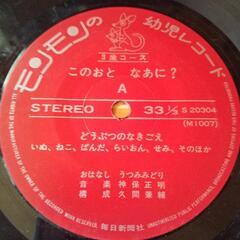 モンモンの幼児レコード
3歳コース
このおと なあに?
A
STEREO 33 1/3 S 20304
(M1007)
どうぶつのなきごえ
いぬ、ねこ、ぱんだ、らいおん、せみ、そのほか
おはなし うつみみどり
音楽 神保正明
構成 久間兼輔
毎日新聞社